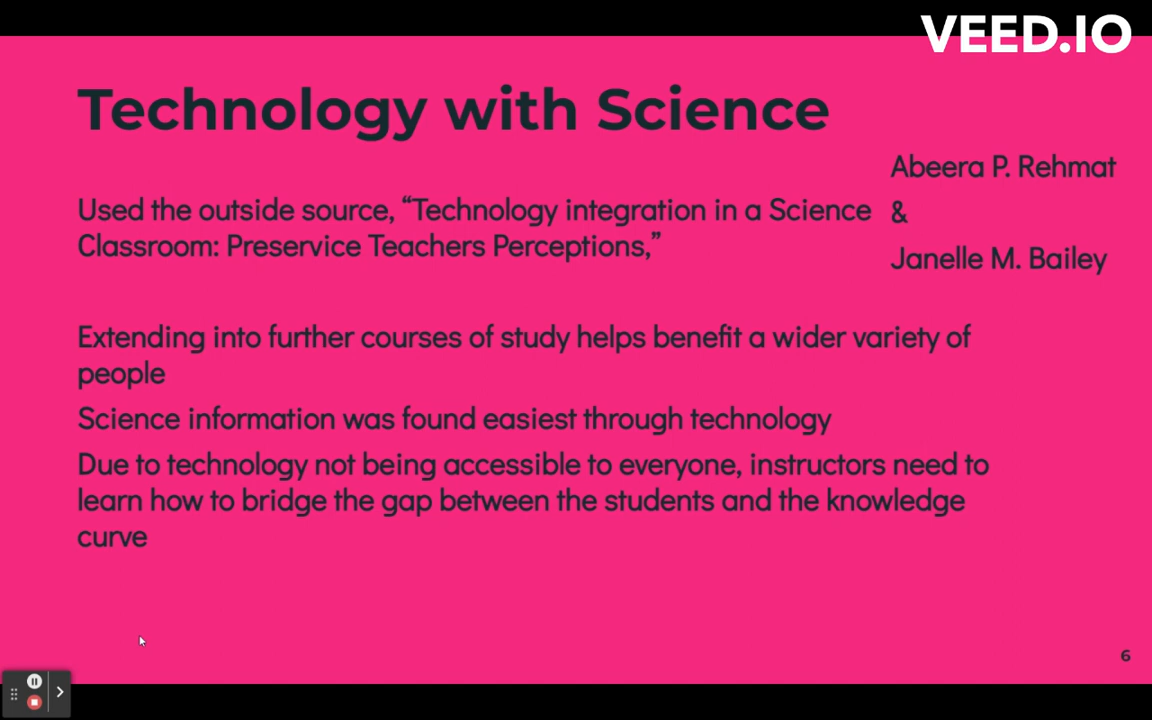 VEED.IO
Technology with Science
Abeera P. Rehmat
&
Janelle M. Bailey
Used the outside source, “Technology integration in a Science
Classroom: Preservice Teachers Perceptions,”
Extending into further courses of study helps benefit a wider variety of
people
Science information was found easiest through technology
Due to technology not being accessible to everyone, instructors need to
learn how to bridge the gap between the students and the knowledge
curve
6